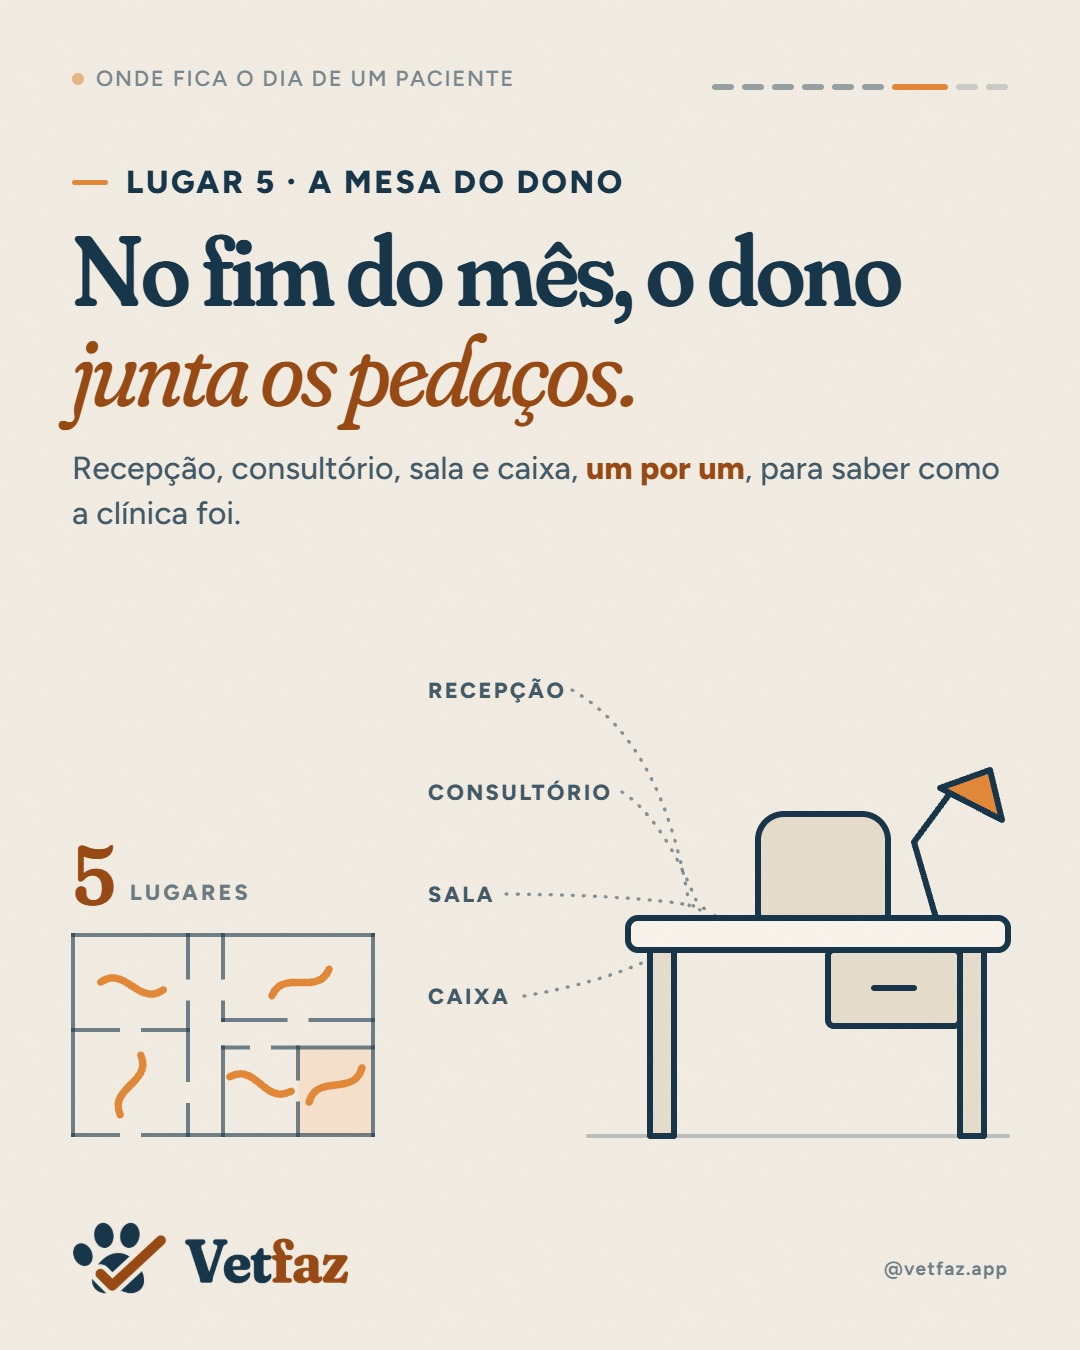 ONDE FICA O DIA DE UM PACIENTE
LUGAR 5 · A MESA DO DONO
No fim do mês, o dono
junta os pedaços.
Recepção, consultório, sala e caixa, um por um, para saber como
a clínica foi.
RECEPÇÃO
CONSULTÓRIO
SALA
CAIXA
5 LUGARES
Vetfaz
@vetfaz.app